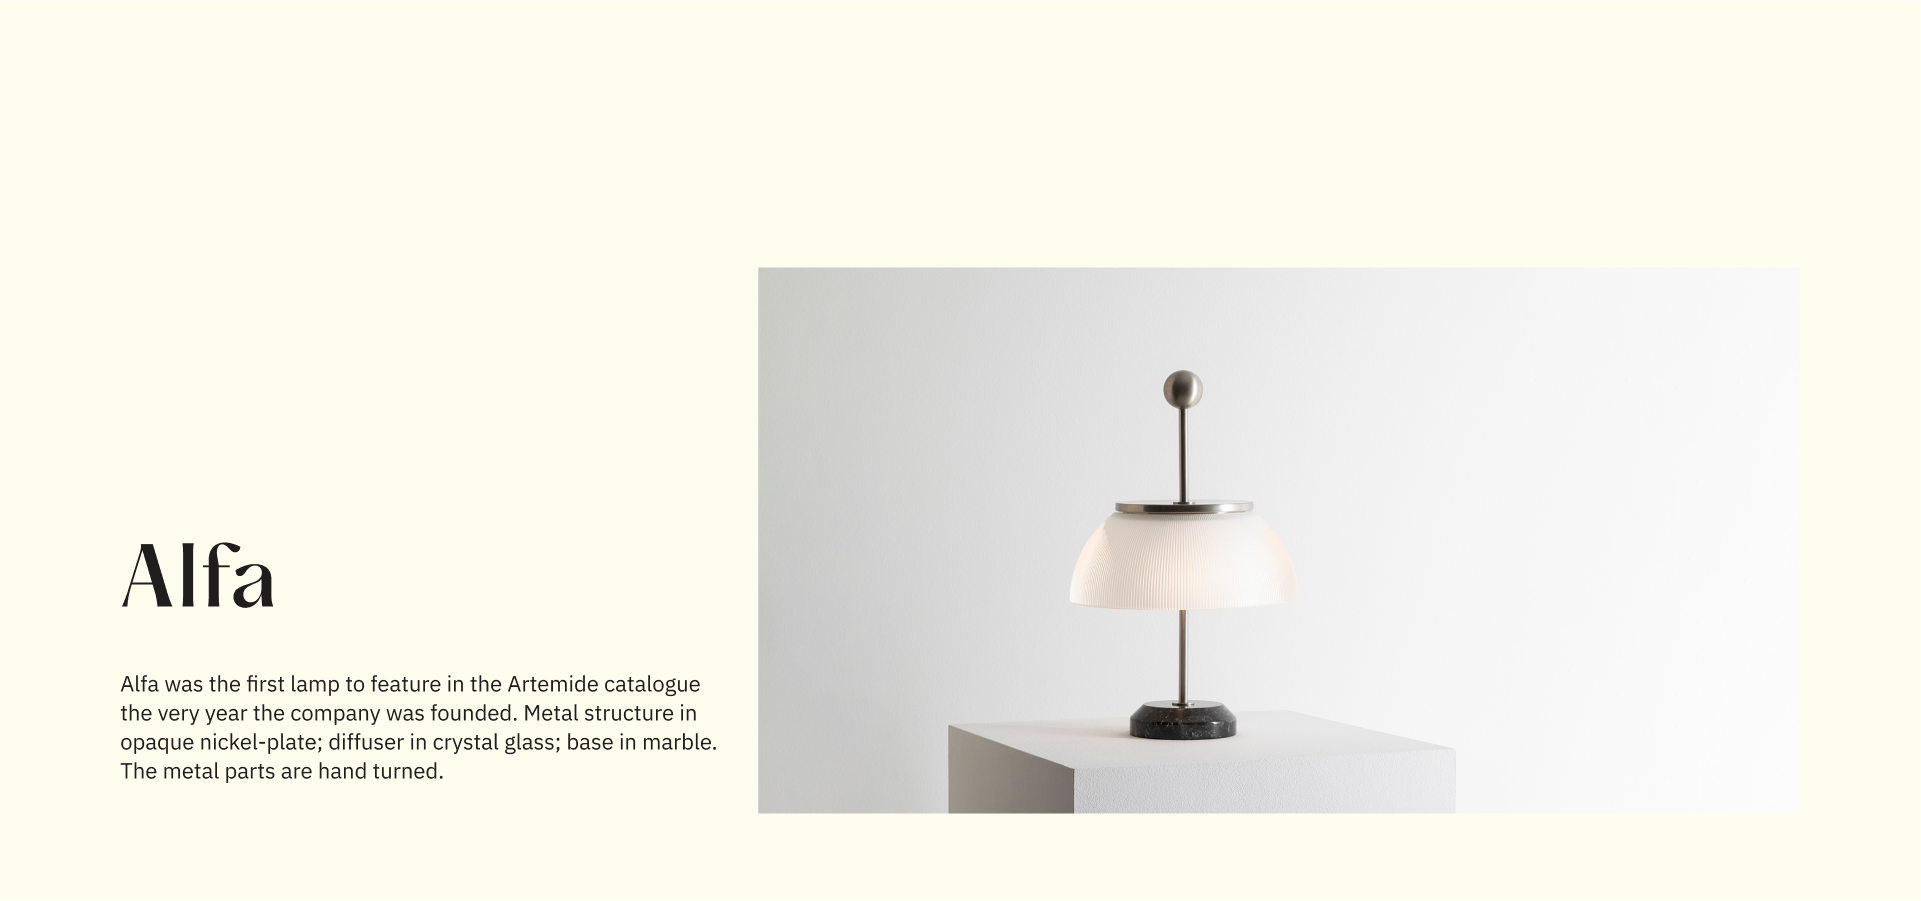 Alfa
Alfa was the first lamp to feature in the Artemide catalogue
the very year the company was founded. Metal structure in
opaque nickel-plate; diffuser in crystal glass; base in marble.
The metal parts are hand turned.